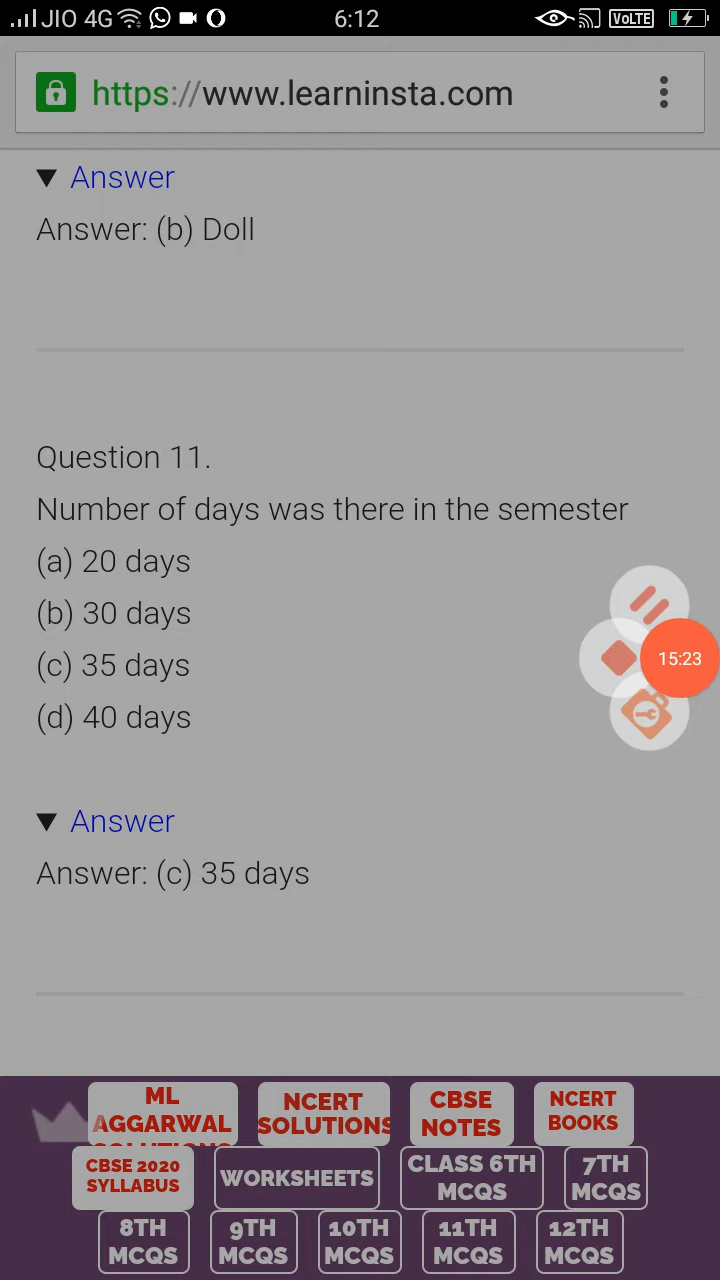 JIO 4G 6:12 VoLTE
https://www.learninsta.com
▼ Answer
Answer: (b) Doll
Question 11.
Number of days was there in the semester
(a) 20 days
(b) 30 days
(c) 35 days
15:23
(d) 40 days
▼ Answer
Answer: (c) 35 days
ML
AGGARWAL
SOLUTIONS
NCERT
SOLUTIONS
CBSE
NOTES
NCERT
BOOKS
CBSE 2020
SYLLABUS
WORKSHEETS
CLASS 6TH
MCQS
7TH
MCQS
8TH
MCQS
9TH
MCQS
10TH
MCQS
11TH
MCQS
12TH
MCQS